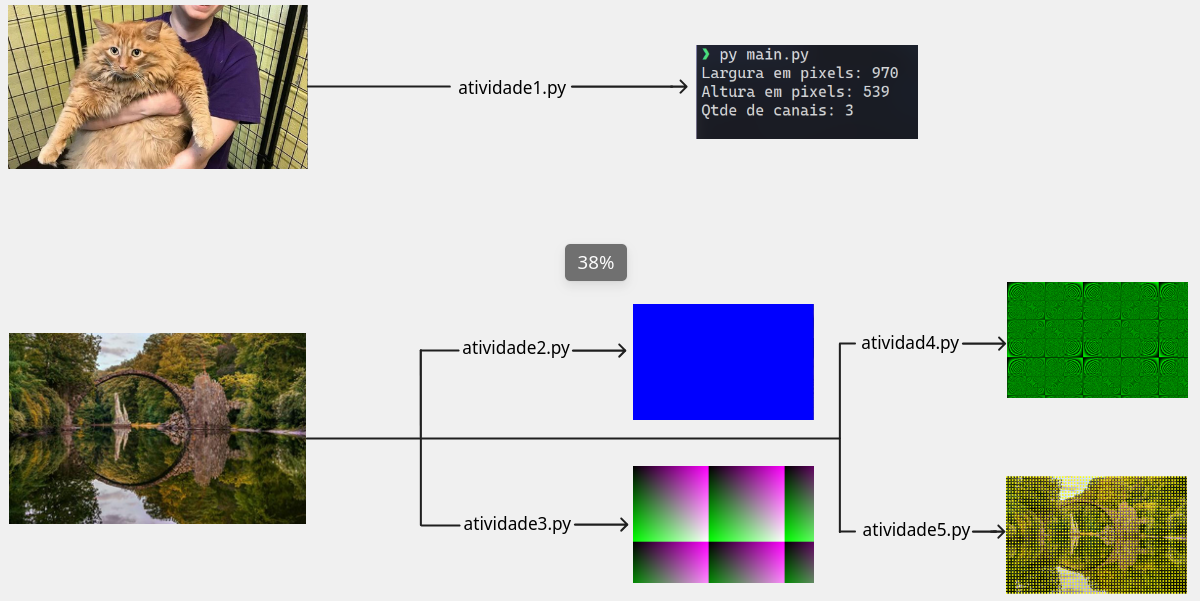 atividade1.py
❯ py main.py
Largura em pixels: 970
Altura em pixels: 539
Qtde de canais: 3
38%
atividade2.py
atividad4.py
atividade3.py
atividade5.py